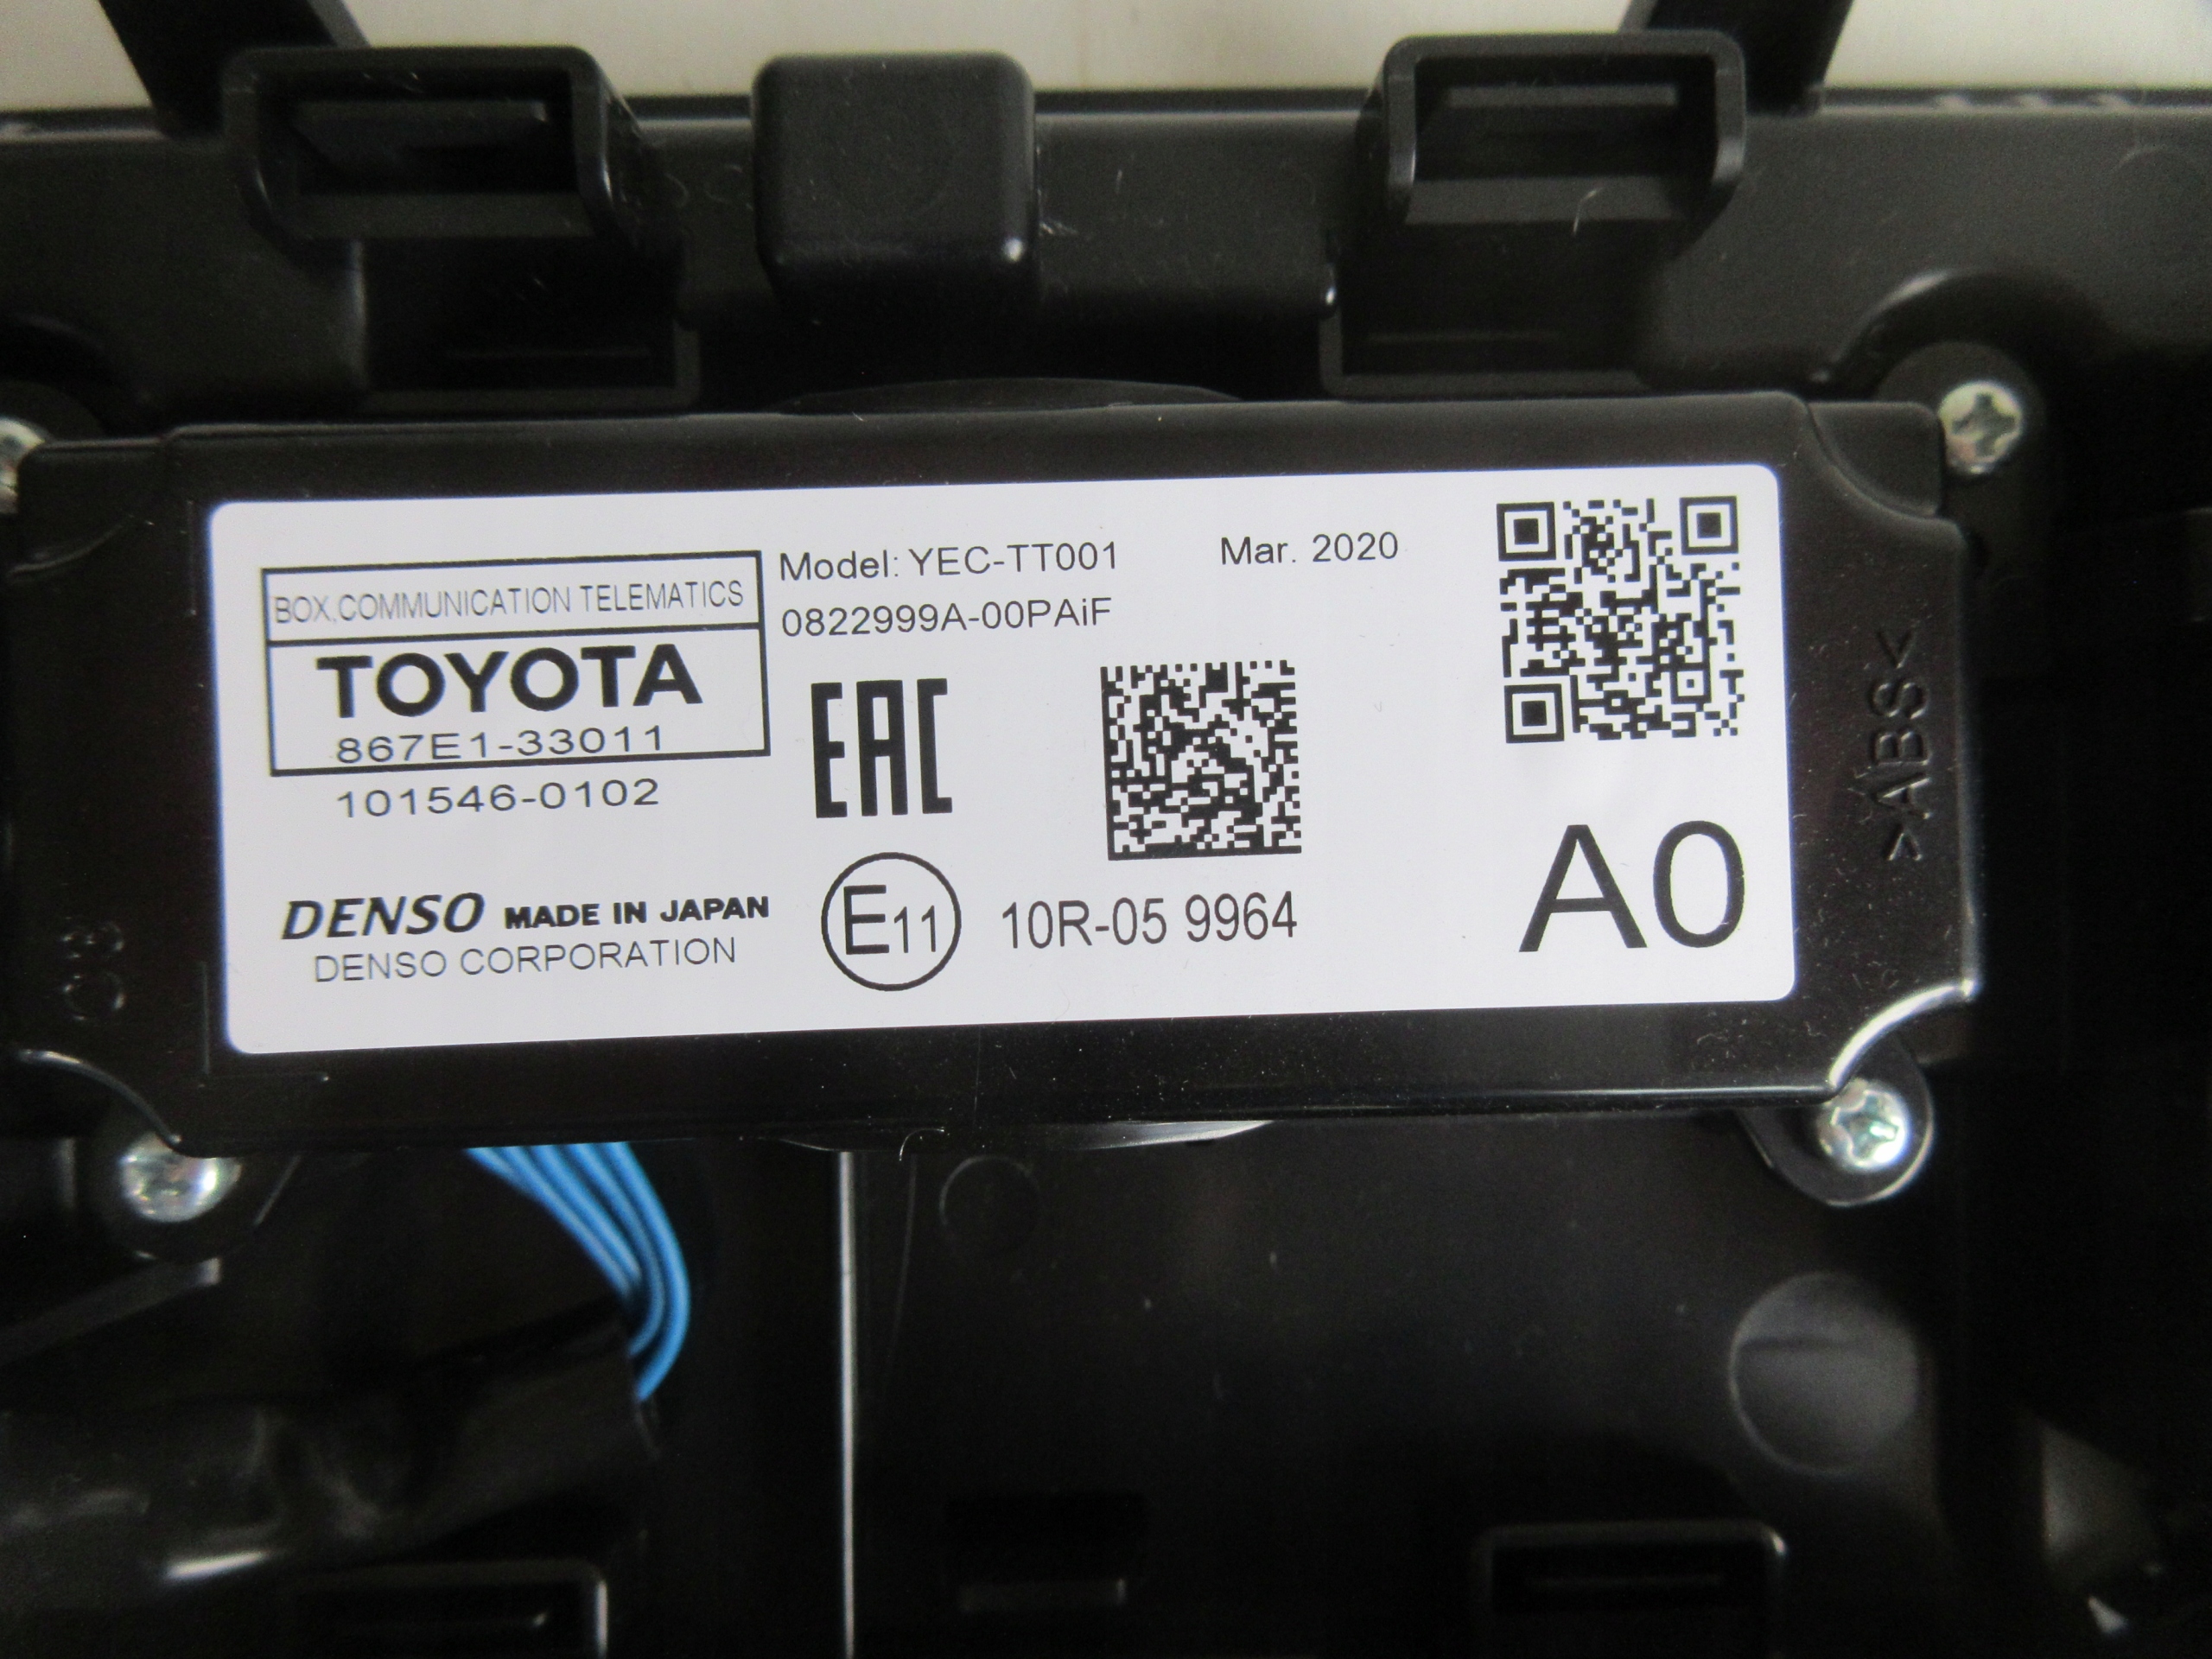 BOX,COMMUNICATION TELEMATICS
TOYOTA
867E1-33011
101546-0102
DENSO MADE IN JAPAN
DENSO CORPORATION
Model: YEC-TT001 Mar. 2020
0822999A-00PAiF
EAC
E11 10R-05 9964
A0
>ABS<